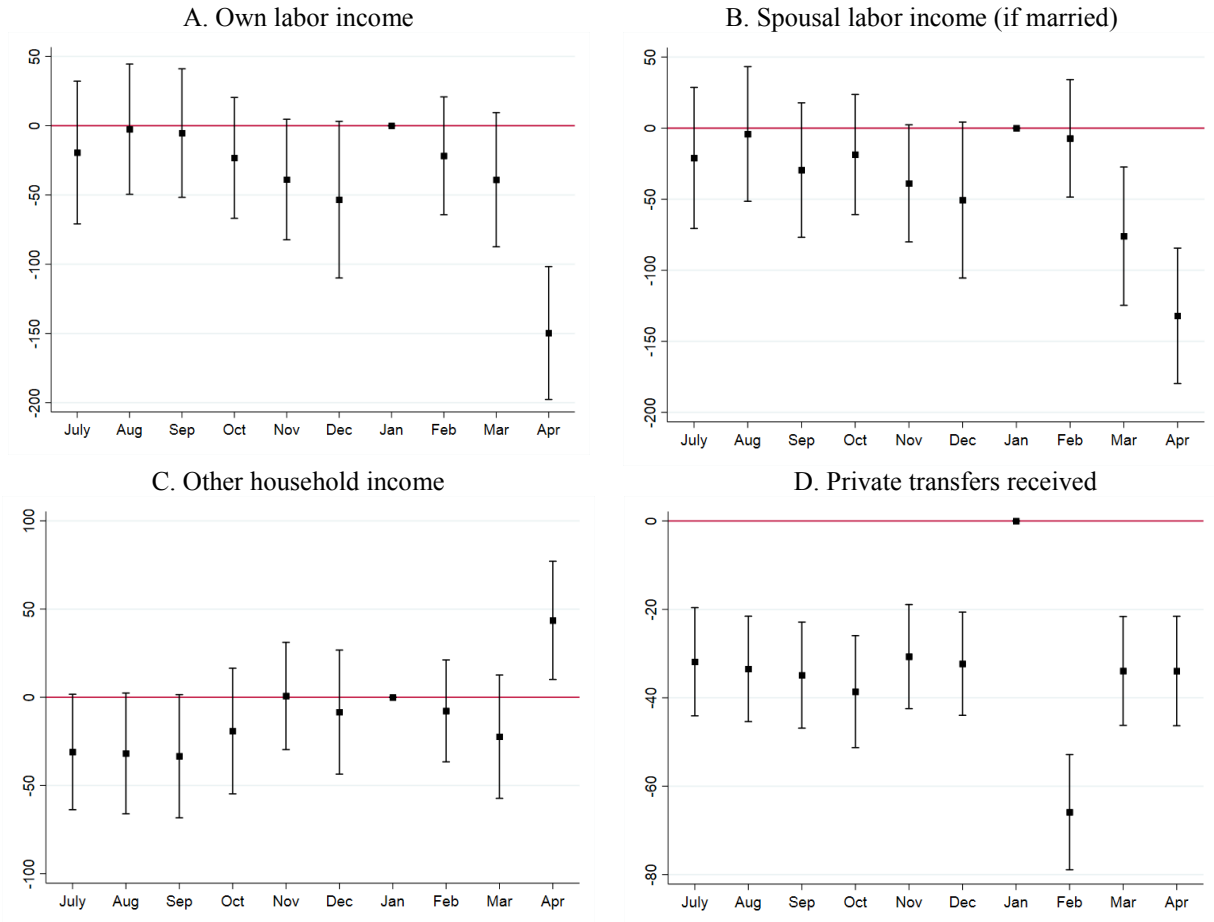 A. Own labor income
50
0
-50
-100
-150
-200
July Aug Sep Oct Nov Dec Jan Feb Mar Apr
B. Spousal labor income (if married)
50
0
-50
-100
-150
-200
July Aug Sep Oct Nov Dec Jan Feb Mar Apr
C. Other household income
100
50
0
-50
-100
July Aug Sep Oct Nov Dec Jan Feb Mar Apr
D. Private transfers received
0
-20
-40
-60
-80
July Aug Sep Oct Nov Dec Jan Feb Mar Apr